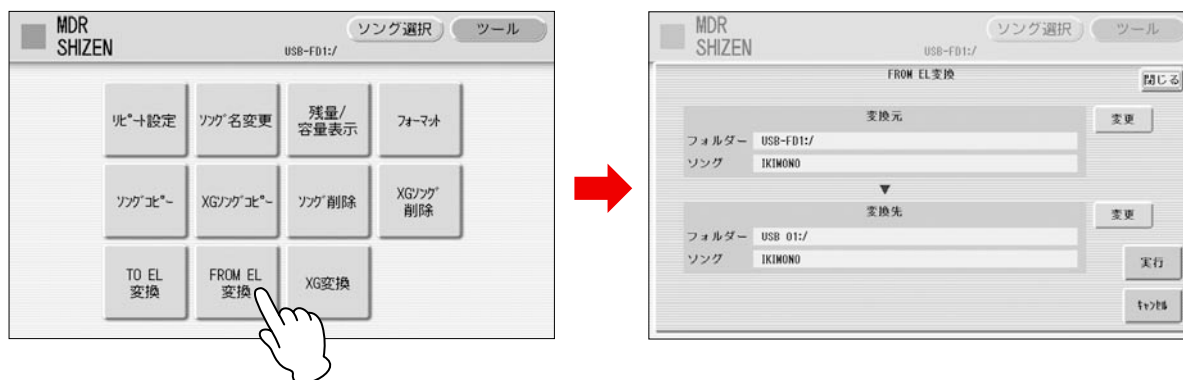 MDR
SHIZEN
USB-FD1:/
ソング選択
ツール
リピート設定
ソング名変更
残量/
容量表示
フォーマット
ソングコピー
XGソングコピー
ソング削除
XGソング
削除
TO EL
変換
FROM EL
変換
XG変換
MDR
SHIZEN
USB-FD1:/
ソング選択
ツール
FROM EL変換
閉じる
変換元
変更
フォルダー USB-FD1:/
ソング IKIMONO
▼
変換先
変更
フォルダー USB 01:/
ソング IKIMONO
実行
キャンセル